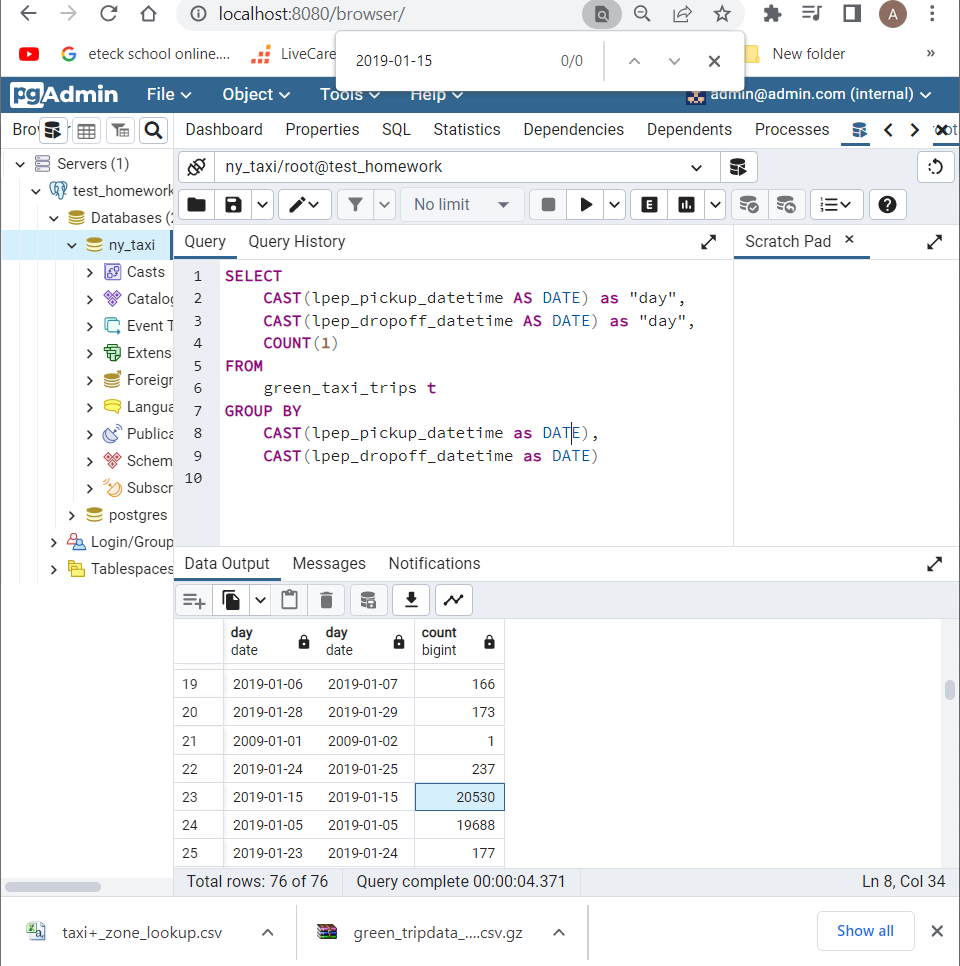 localhost:8080/browser/
A
eteck school online....
LiveCare
New folder
»
2019-01-15
0/0
pgAdmin
File
Object
Tools
Help
admin@admin.com (internal)
Dashboard
Properties
SQL
Statistics
Dependencies
Dependents
Processes
Servers (1)
test_homework
Databases (2
ny_taxi
Casts
Catalog
Event T
Extens
Foreign
Langua
Publica
Schem
Subscr
postgres
Login/Group
Tablespaces
ny_taxi/root@test_homework
No limit
E
Query
Query History
Scratch Pad
1 SELECT
2 CAST(lpep_pickup_datetime AS DATE) as "day",
3 CAST(lpep_dropoff_datetime AS DATE) as "day",
4 COUNT(1)
5 FROM
6 green_taxi_trips t
7 GROUP BY
8 CAST(lpep_pickup_datetime as DATE),
9 CAST(lpep_dropoff_datetime as DATE)
10
Data Output
Messages
Notifications
day date
day date
count bigint
19 2019-01-06 2019-01-07 166
20 2019-01-28 2019-01-29 173
21 2009-01-01 2009-01-02 1
22 2019-01-24 2019-01-25 237
23 2019-01-15 2019-01-15 20530
24 2019-01-05 2019-01-05 19688
25 2019-01-23 2019-01-24 177
Total rows: 76 of 76
Query complete 00:00:04.371
Ln 8, Col 34
taxi+_zone_lookup.csv
green_tripdata_....csv.gz
Show all